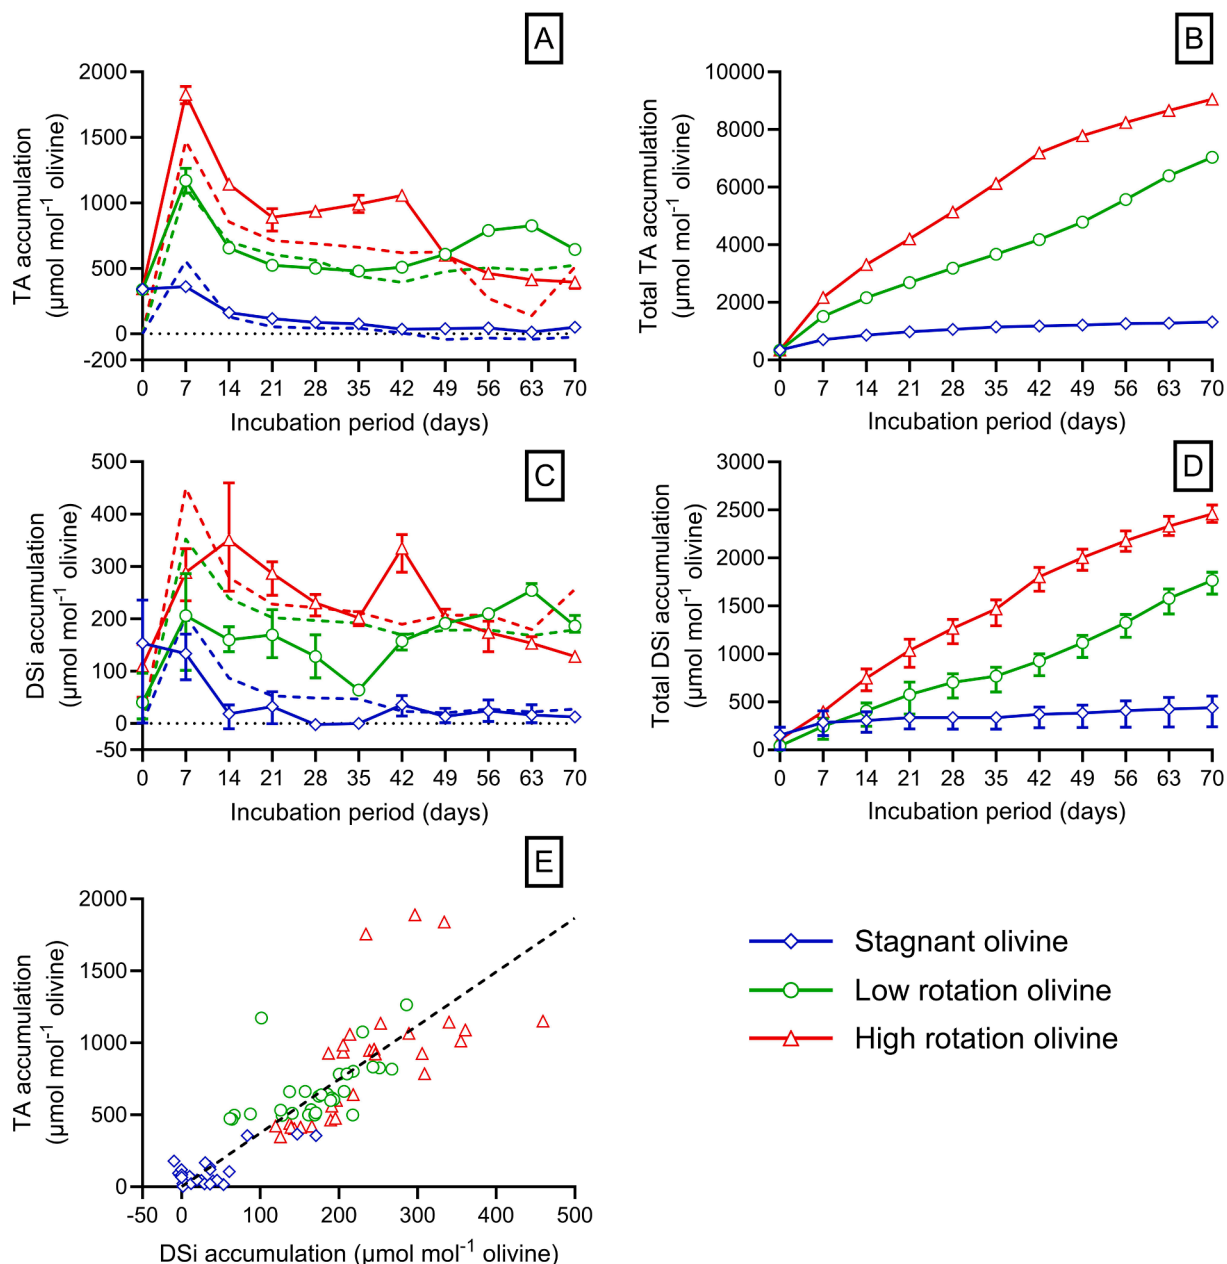 A
TA accumulation
(µmol mol⁻¹ olivine)
2000
1500
1000
500
0
-200
0 7 14 21 28 35 42 49 56 63 70
Incubation period (days)
B
Total TA accumulation
(µmol mol⁻¹ olivine)
10000
8000
6000
4000
2000
0
0 7 14 21 28 35 42 49 56 63 70
Incubation period (days)
C
DSi accumulation
(µmol mol⁻¹ olivine)
500
400
300
200
100
0
-50
0 7 14 21 28 35 42 49 56 63 70
Incubation period (days)
D
Total DSi accumulation
(µmol mol⁻¹ olivine)
3000
2500
2000
1500
1000
500
0
0 7 14 21 28 35 42 49 56 63 70
Incubation period (days)
E
TA accumulation
(µmol mol⁻¹ olivine)
2000
1500
1000
500
0
-50 0 100 200 300 400 500
DSi accumulation (µmol mol⁻¹ olivine)
Stagnant olivine
Low rotation olivine
High rotation olivine